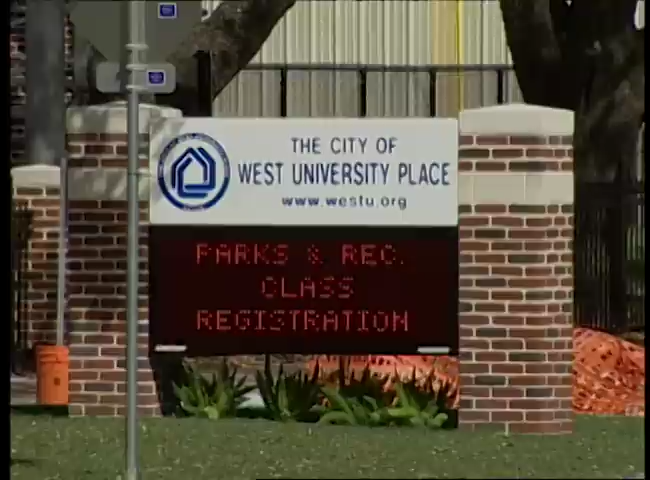 THE CITY OF
WEST UNIVERSITY PLACE
www.westu.org
PARKS & REC.
CLASS
REGISTRATION